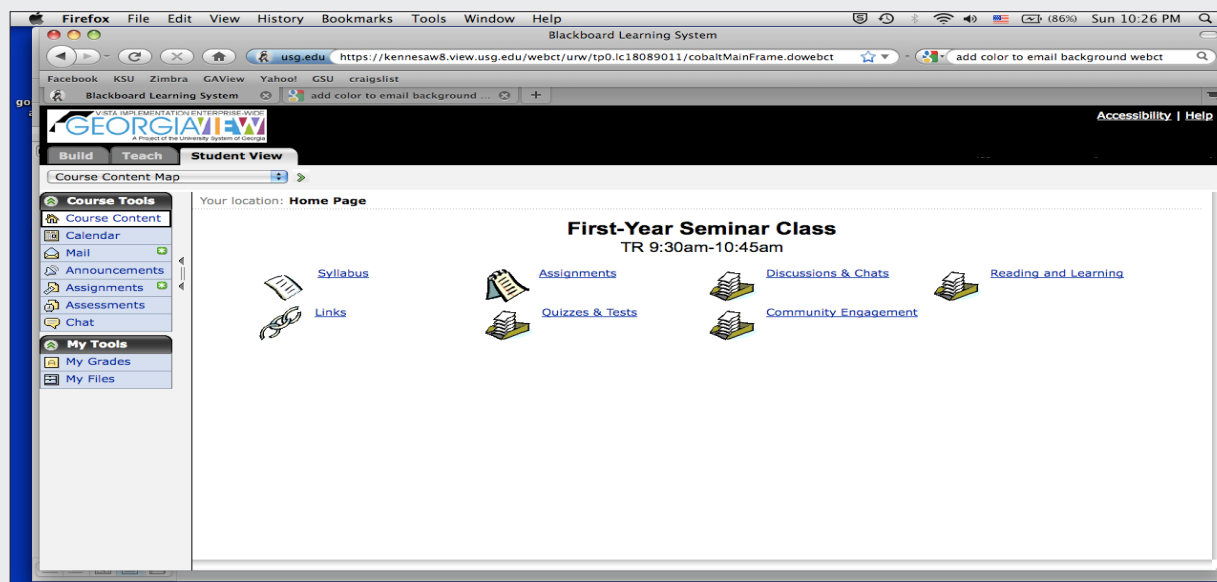 Firefox File Edit View History Bookmarks Tools Window Help (86%) Sun 10:26 PM
Blackboard Learning System
usg.edu https://kennesaw8.view.usg.edu/webct/urw/tp0.lc18089011/cobaltMainFrame.dowebct add color to email background webct
Facebook KSU Zimbra GAView Yahoo! GSU craigslist
go
Blackboard Learning System add color to email background ...
VISTA IMPLEMENTATION ENTERPRISE-WIDE
GEORGIAVIEW
A Project of the University System of Georgia
Accessibility | Help
Build Teach Student View
Course Content Map
Course Tools
Your location: Home Page
Course Content
Calendar
Mail
Announcements
Assignments
Assessments
Chat
My Tools
My Grades
My Files
First-Year Seminar Class
TR 9:30am-10:45am
Syllabus Assignments Discussions & Chats Reading and Learning
Links Quizzes & Tests Community Engagement